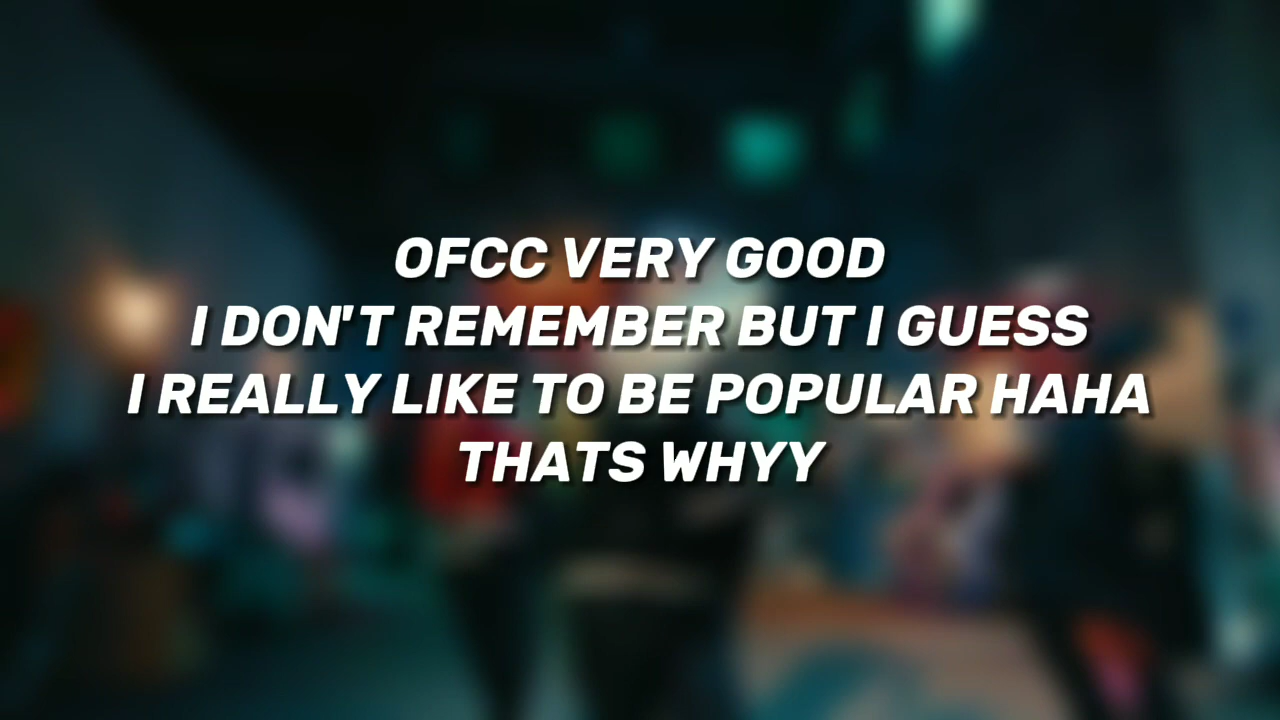 OFCC VERY GOOD
I DON'T REMEMBER BUT I GUESS
I REALLY LIKE TO BE POPULAR HAHA
THATS WHYY